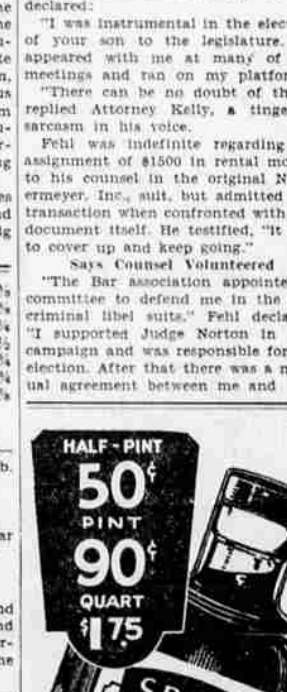 declared:
"I was instrumental in the elec
of your son to the legislature.
appeared with me at many of
meetings and ran on my platfor
"There can be no doubt of th
replied Attorney Kelly, a tinge
sarcasm in his voice.
Fehl was indefinite regarding
assignment of $1500 in rental mo
to his counsel in the original N
ermeyer, Inc., suit, but admitted
transaction when confronted with
document itself. He testified, "it
to cover up and keep going."
Says Counsel Volunteered
"The Bar association appointe
committee to defend me in the
criminal libel suits," Fehl decla
"I supported Judge Norton in
campaign and was responsible for
election. After that there was a m
ual agreement between me and
HALF-PINT
50¢
PINT
90¢
QUART
$1.75